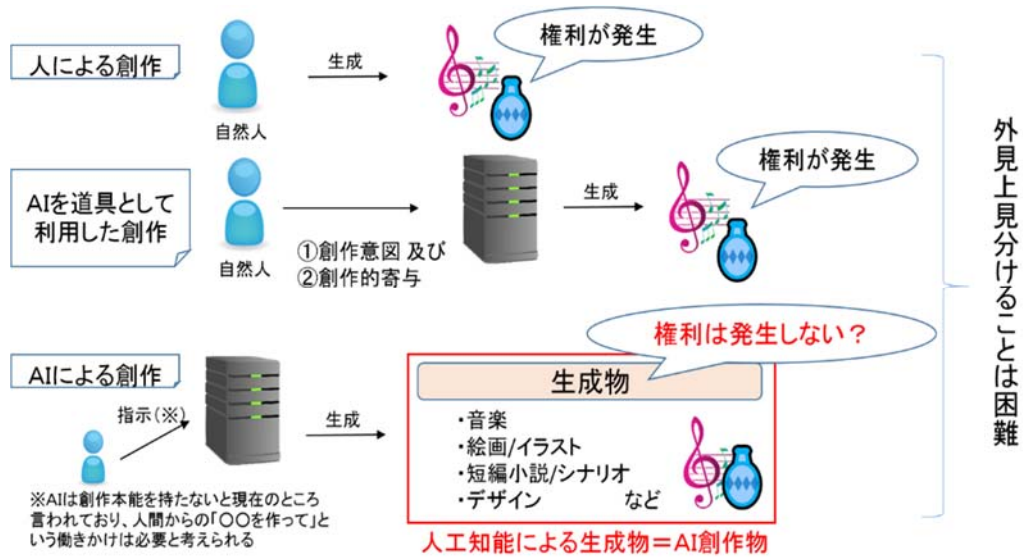 人による創作
自然人
生成
権利が発生
AIを道具として
利用した創作
自然人
①創作意図 及び
②創作的寄与
生成
権利が発生
AIによる創作
指示(※)
生成
権利は発生しない？
生成物
・音楽
・絵画/イラスト
・短編小説/シナリオ
・デザイン など
※AIは創作本能を持たないと現在のところ
言われており、人間からの「〇〇を作って」と
いう働きかけは必要と考えられる
人工知能による生成物＝AI創作物
外見上見分けることは困難